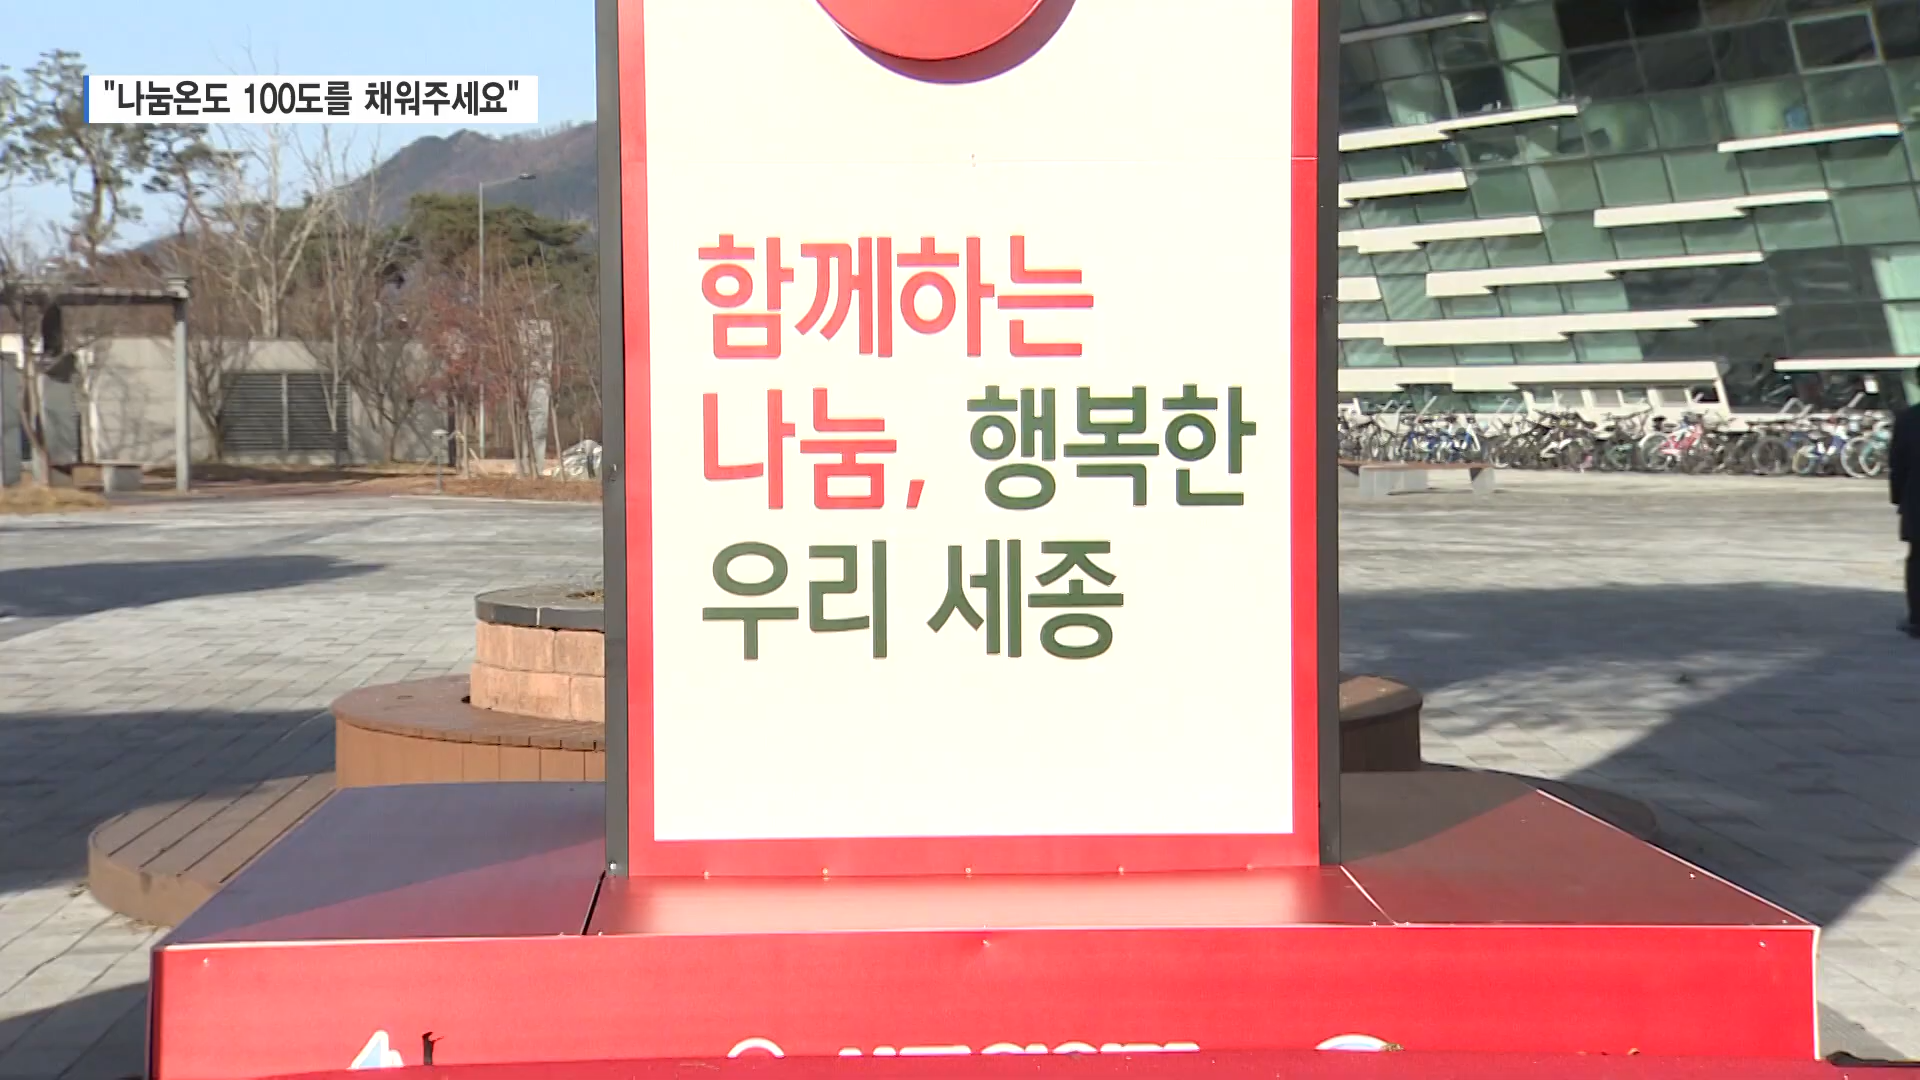 "나눔온도 100도를 채워주세요"
함께하는
나눔, 행복한
우리 세종